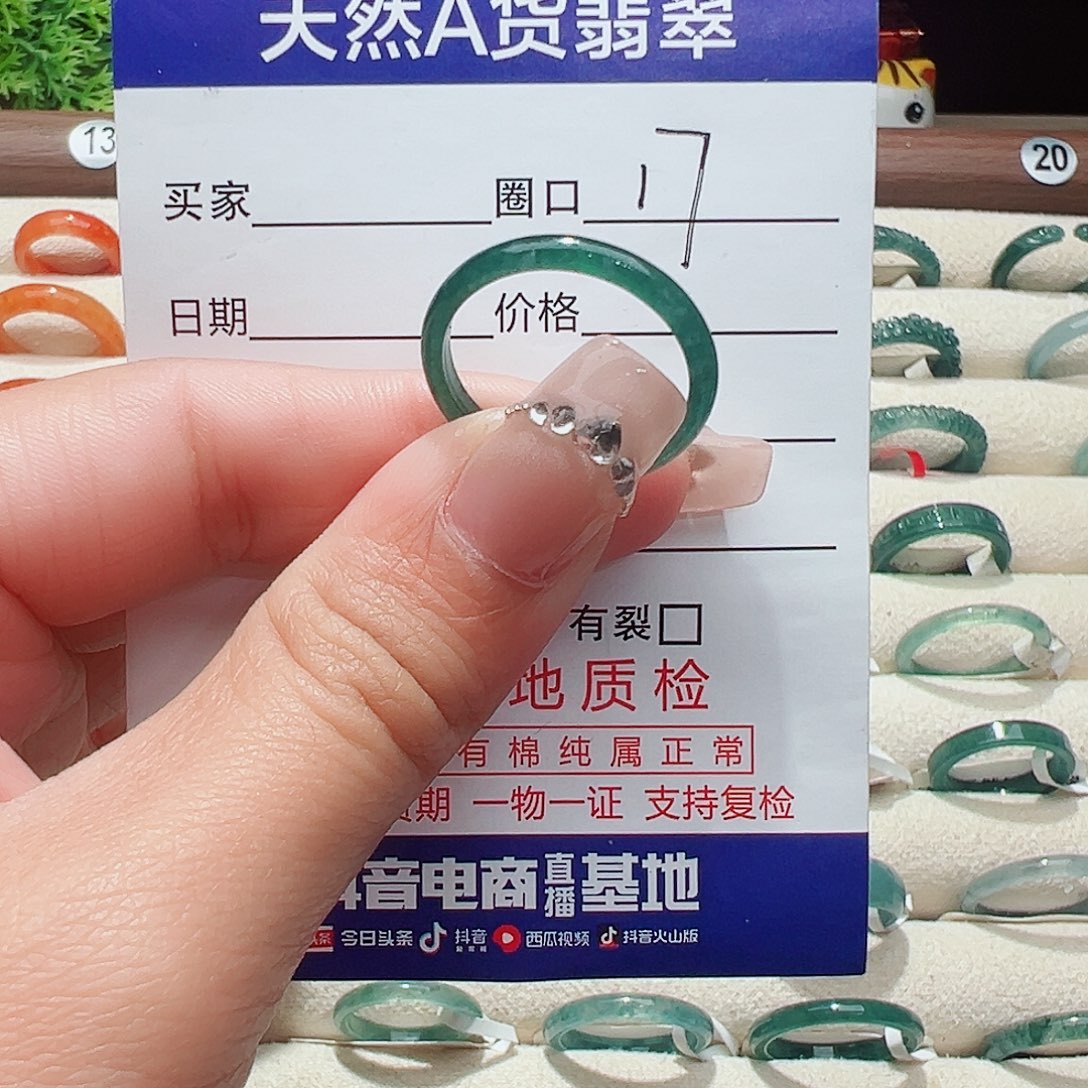 天然A货翡翠
13
20
买家 圈口 17
日期 价格
有裂
地质检
有棉纯属正常
期 一物一证 支持复检
音电商直播基地
今日头条 抖音 西瓜视频 抖音火山版